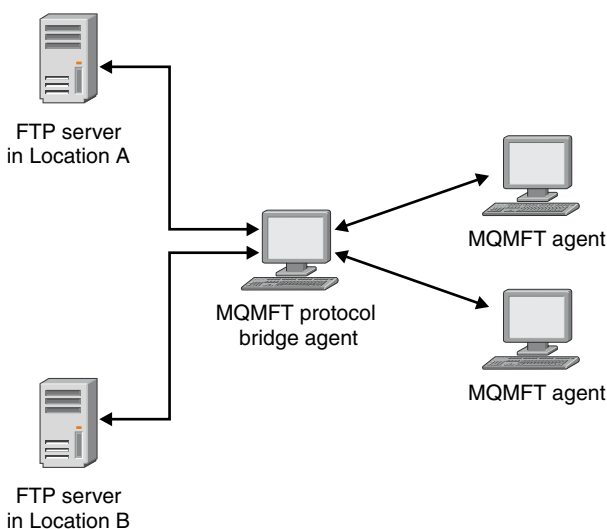 FTP server
in Location A
MQMFT agent
MQMFT protocol
bridge agent
MQMFT agent
FTP server
in Location B